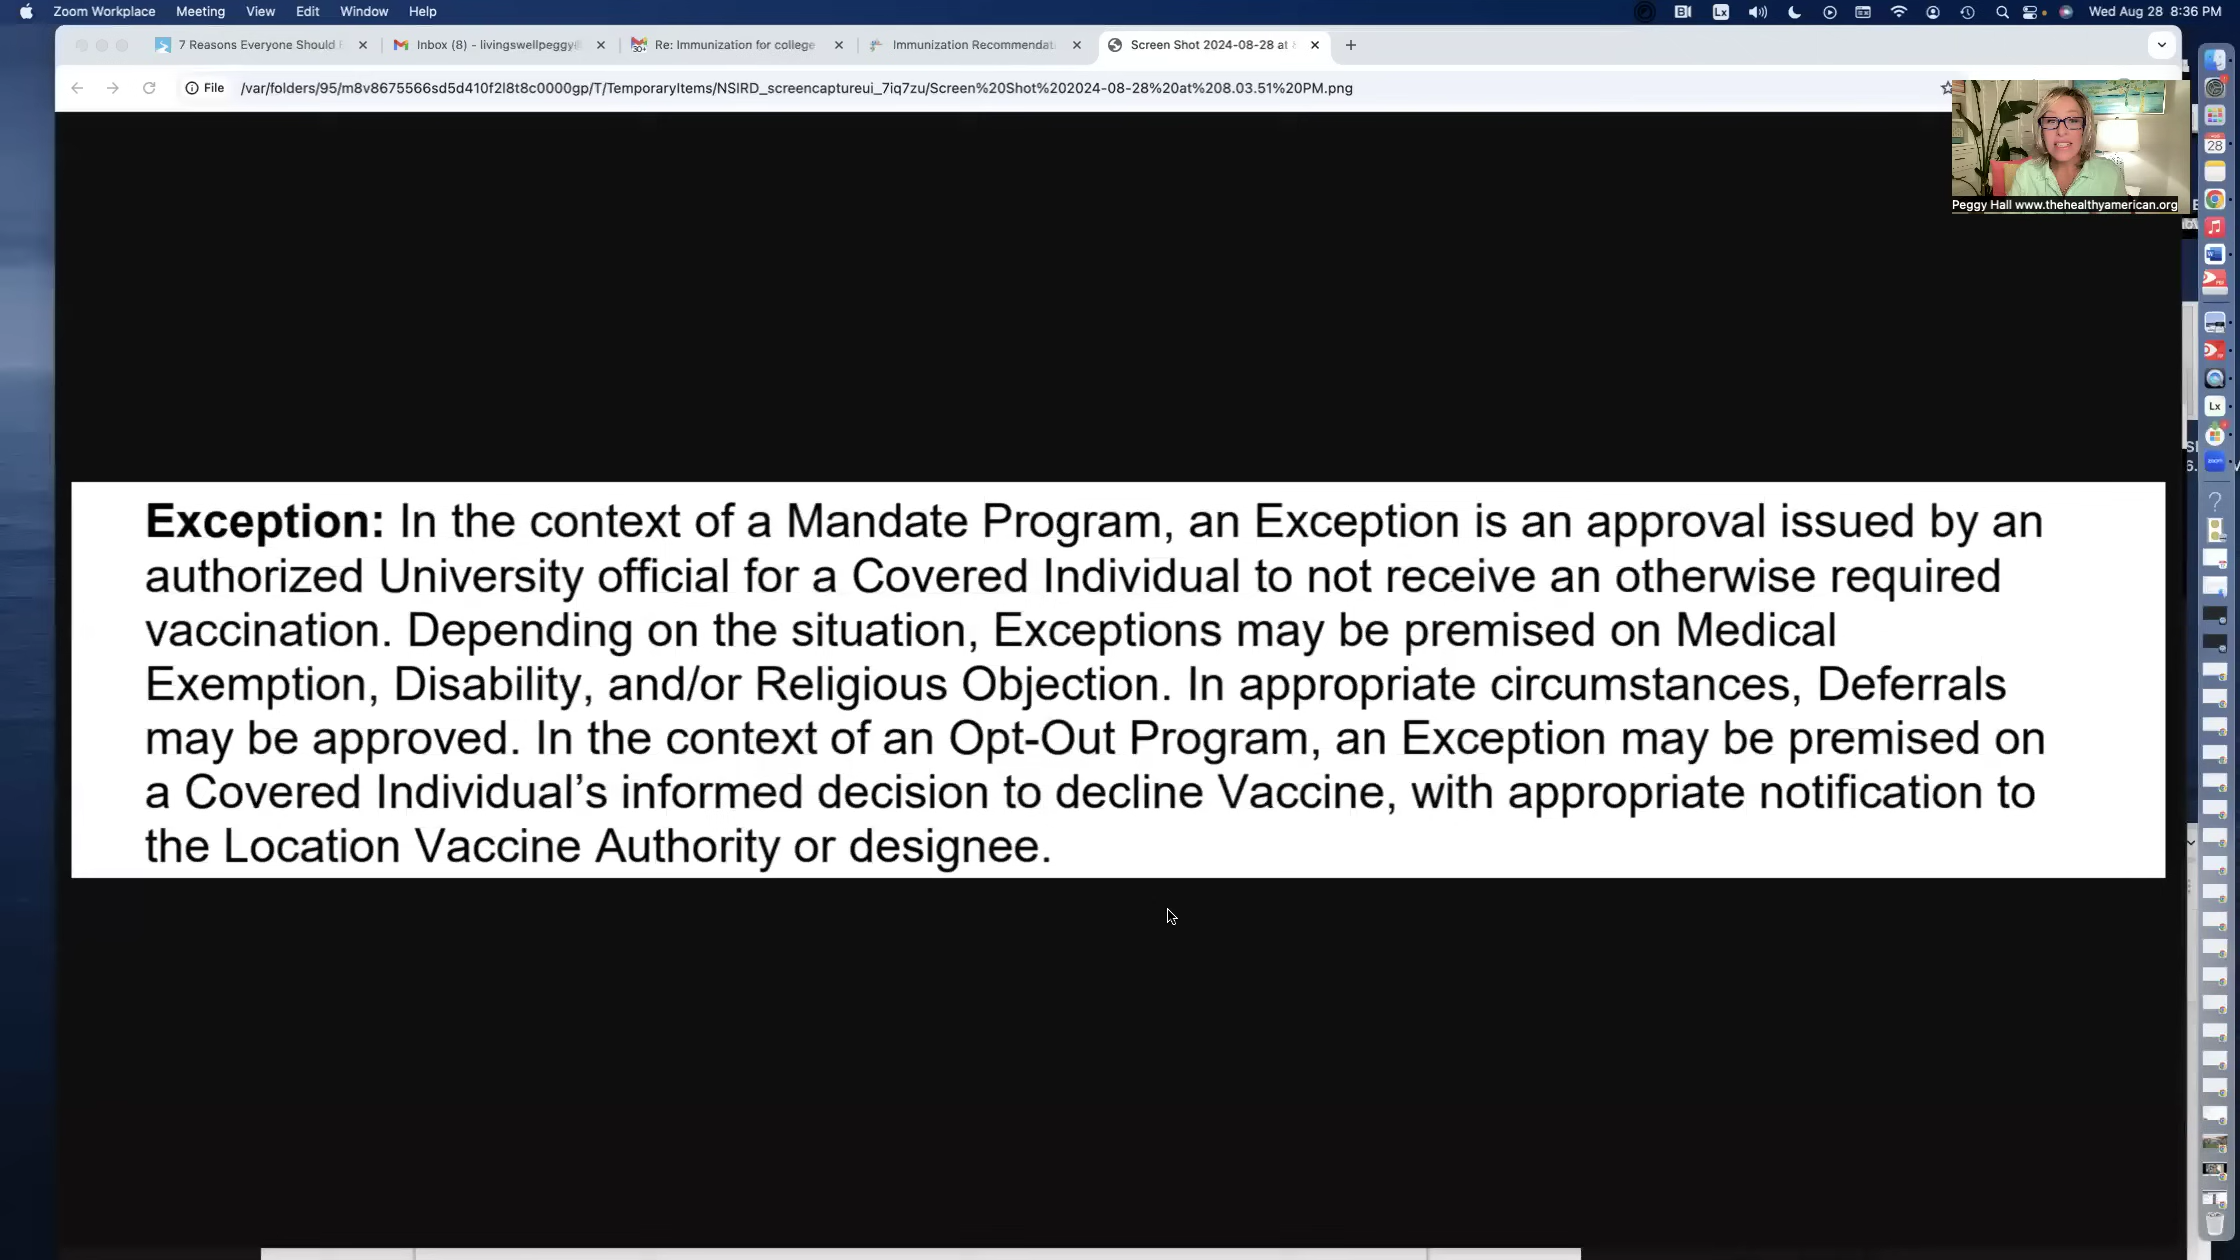 Zoom Workplace Meeting View Edit Window Help
Lx
Wed Aug 28 8:36 PM
7 Reasons Everyone Should
Inbox (8) - livingswellpeggy
Re: Immunization for college
Immunization Recommendat
Screen Shot 2024-08-28 at
File
/var/folders/95/m8v8675566sd5d410f2l8t8c0000gp/T/TemporaryItems/NSIRD_screencaptureui_7iq7zu/Screen%20Shot%202024-08-28%20at%208.03.51%20PM.png
Peggy Hall www.thehealthyamerican.org
28
Lx
Exception: In the context of a Mandate Program, an Exception is an approval issued by an
authorized University official for a Covered Individual to not receive an otherwise required
vaccination. Depending on the situation, Exceptions may be premised on Medical
Exemption, Disability, and/or Religious Objection. In appropriate circumstances, Deferrals
may be approved. In the context of an Opt-Out Program, an Exception may be premised on
a Covered Individual’s informed decision to decline Vaccine, with appropriate notification to
the Location Vaccine Authority or designee.